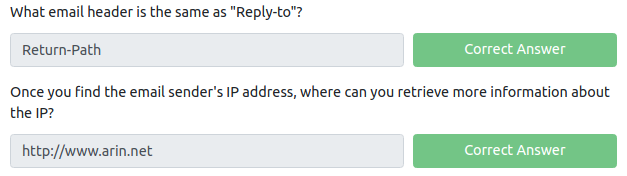 What email header is the same as "Reply-to"?
Return-Path
Correct Answer
Once you find the email sender's IP address, where can you retrieve more information about
the IP?
http://www.arin.net
Correct Answer